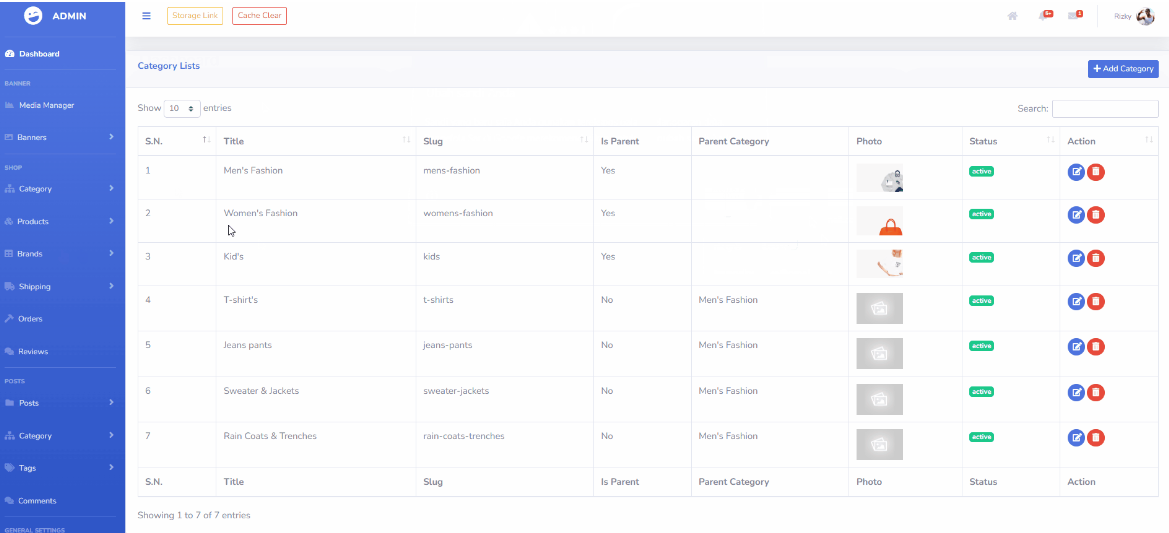 ADMIN
Storage Link Cache Clear
9+ 1 Rizky
Dashboard
Category Lists
Add Category
BANNER
Media Manager
Banners
SHOP
Category
Products
Brands
Shipping
Orders
Reviews
POSTS
Posts
Category
Tags
Comments
GENERAL SETTINGS
Show 10 entries Search:
S.N. Title Slug Is Parent Parent Category Photo Status Action
1 Men's Fashion mens-fashion Yes active
2 Women's Fashion womens-fashion Yes active
3 Kid's kids Yes active
4 T-shirt's t-shirts No Men's Fashion active
5 Jeans pants jeans-pants No Men's Fashion active
6 Sweater & Jackets sweater-jackets No Men's Fashion active
7 Rain Coats & Trenches rain-coats-trenches No Men's Fashion active
S.N. Title Slug Is Parent Parent Category Photo Status Action
Showing 1 to 7 of 7 entries